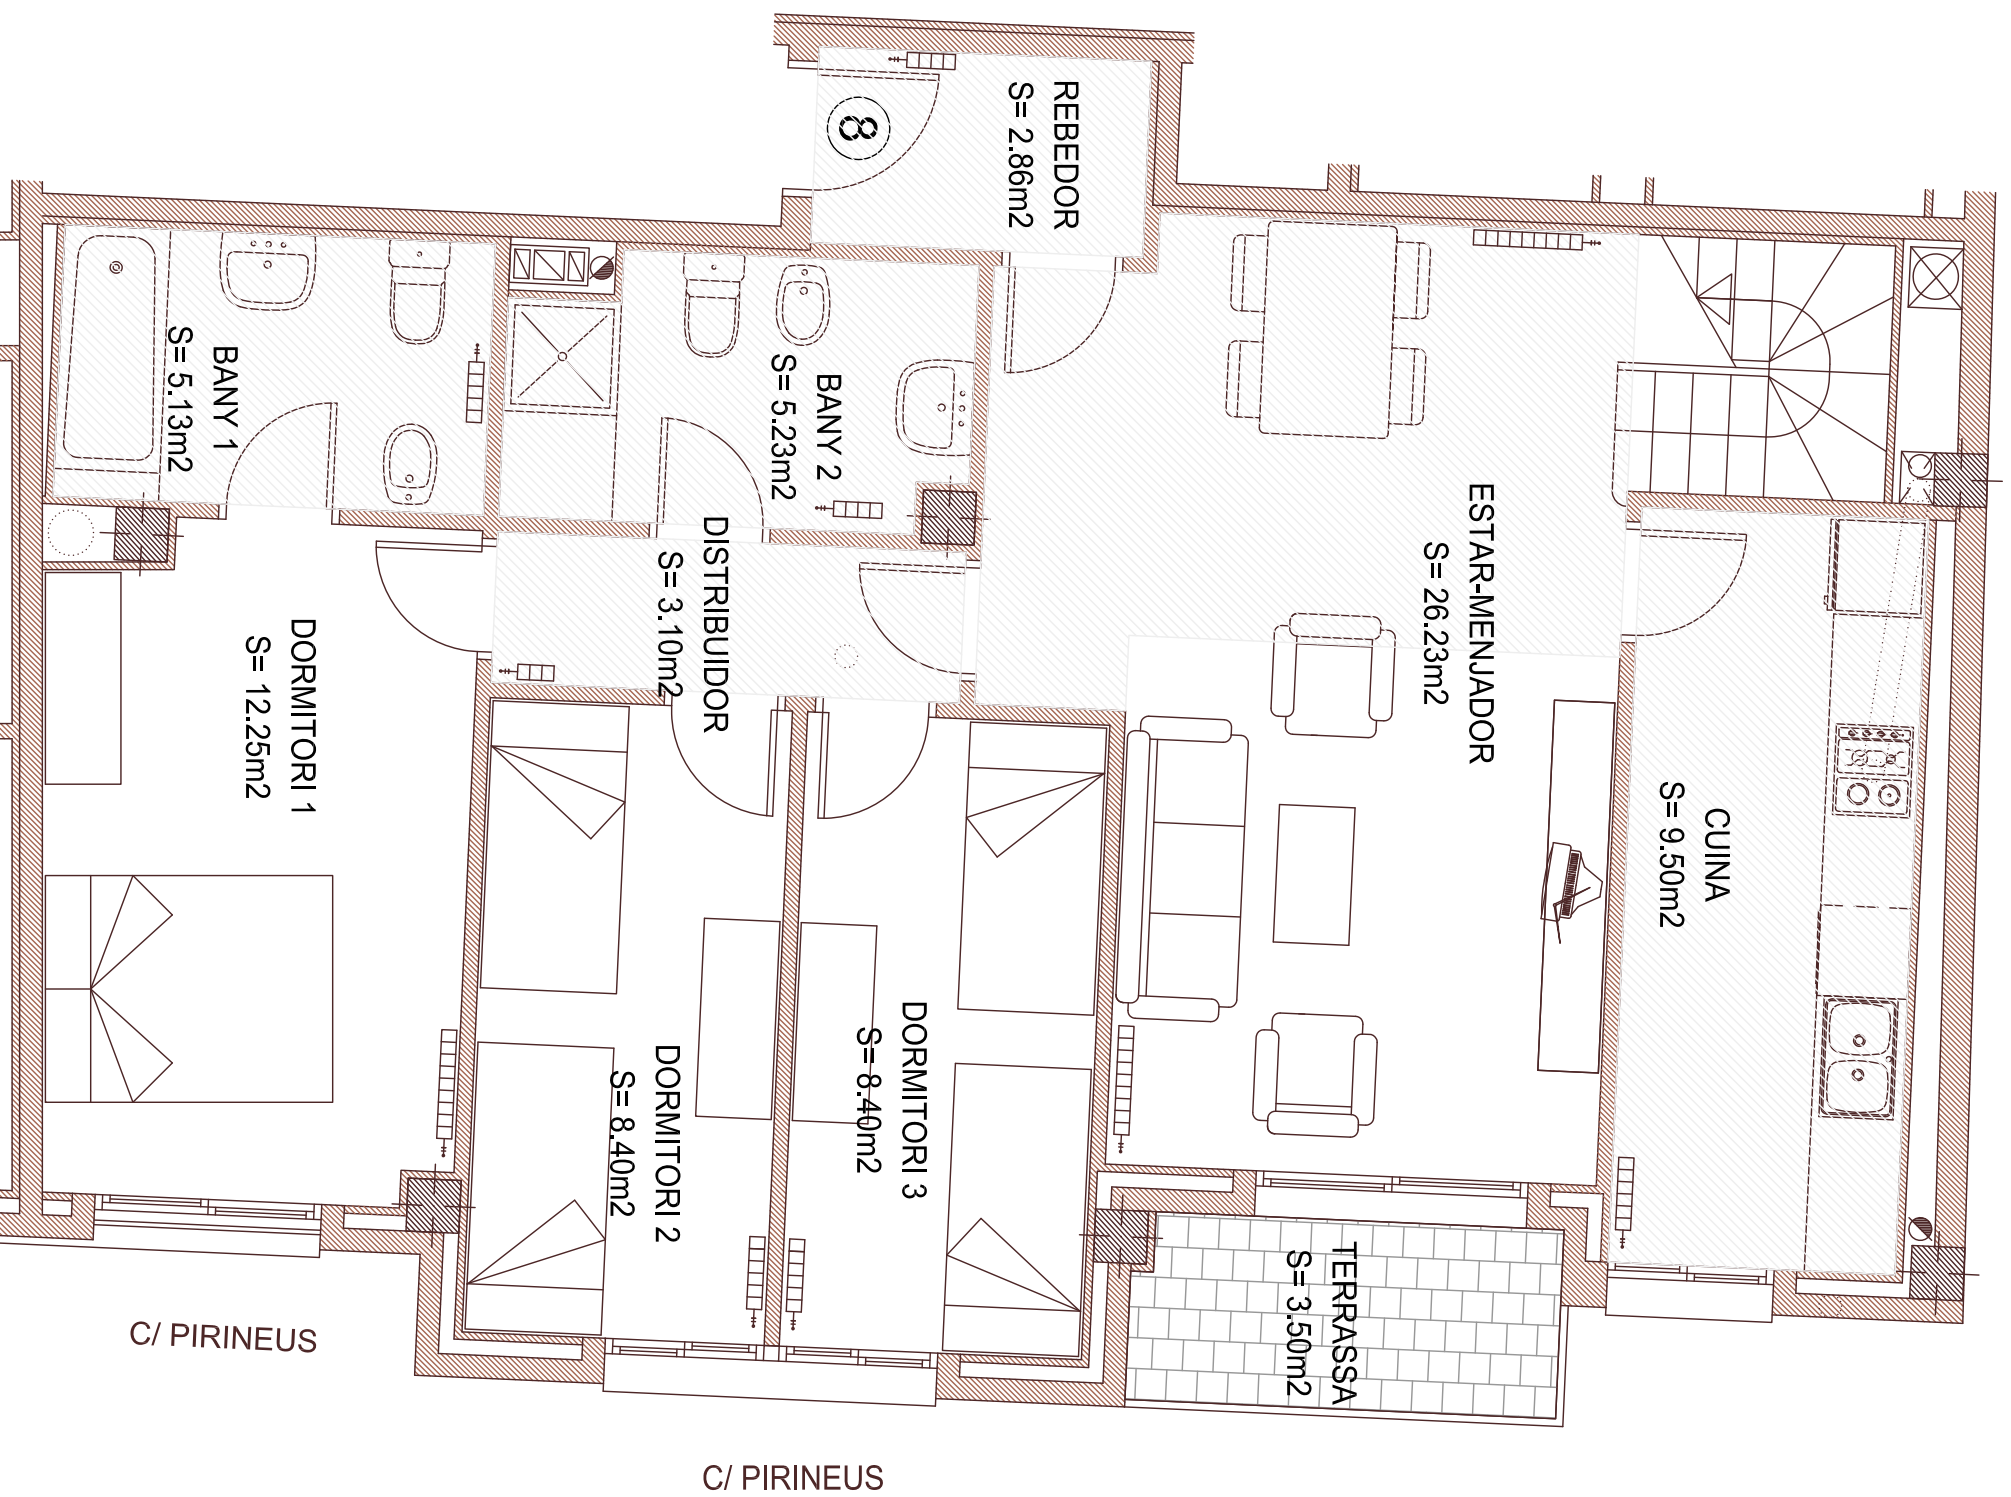 8
REBEDOR
S= 2.86m2
BANY 1
S= 5.13m2
BANY 2
S= 5.23m2
DISTRIBUIDOR
S= 3.10m2
ESTAR-MENJADOR
S= 26.23m2
DORMITORI 1
S= 12.25m2
CUINA
S= 9.50m2
DORMITORI 2
S= 8.40m2
DORMITORI 3
S= 8.40m2
TERRASSA
S= 3.50m2
C/ PIRINEUS
C/ PIRINEUS